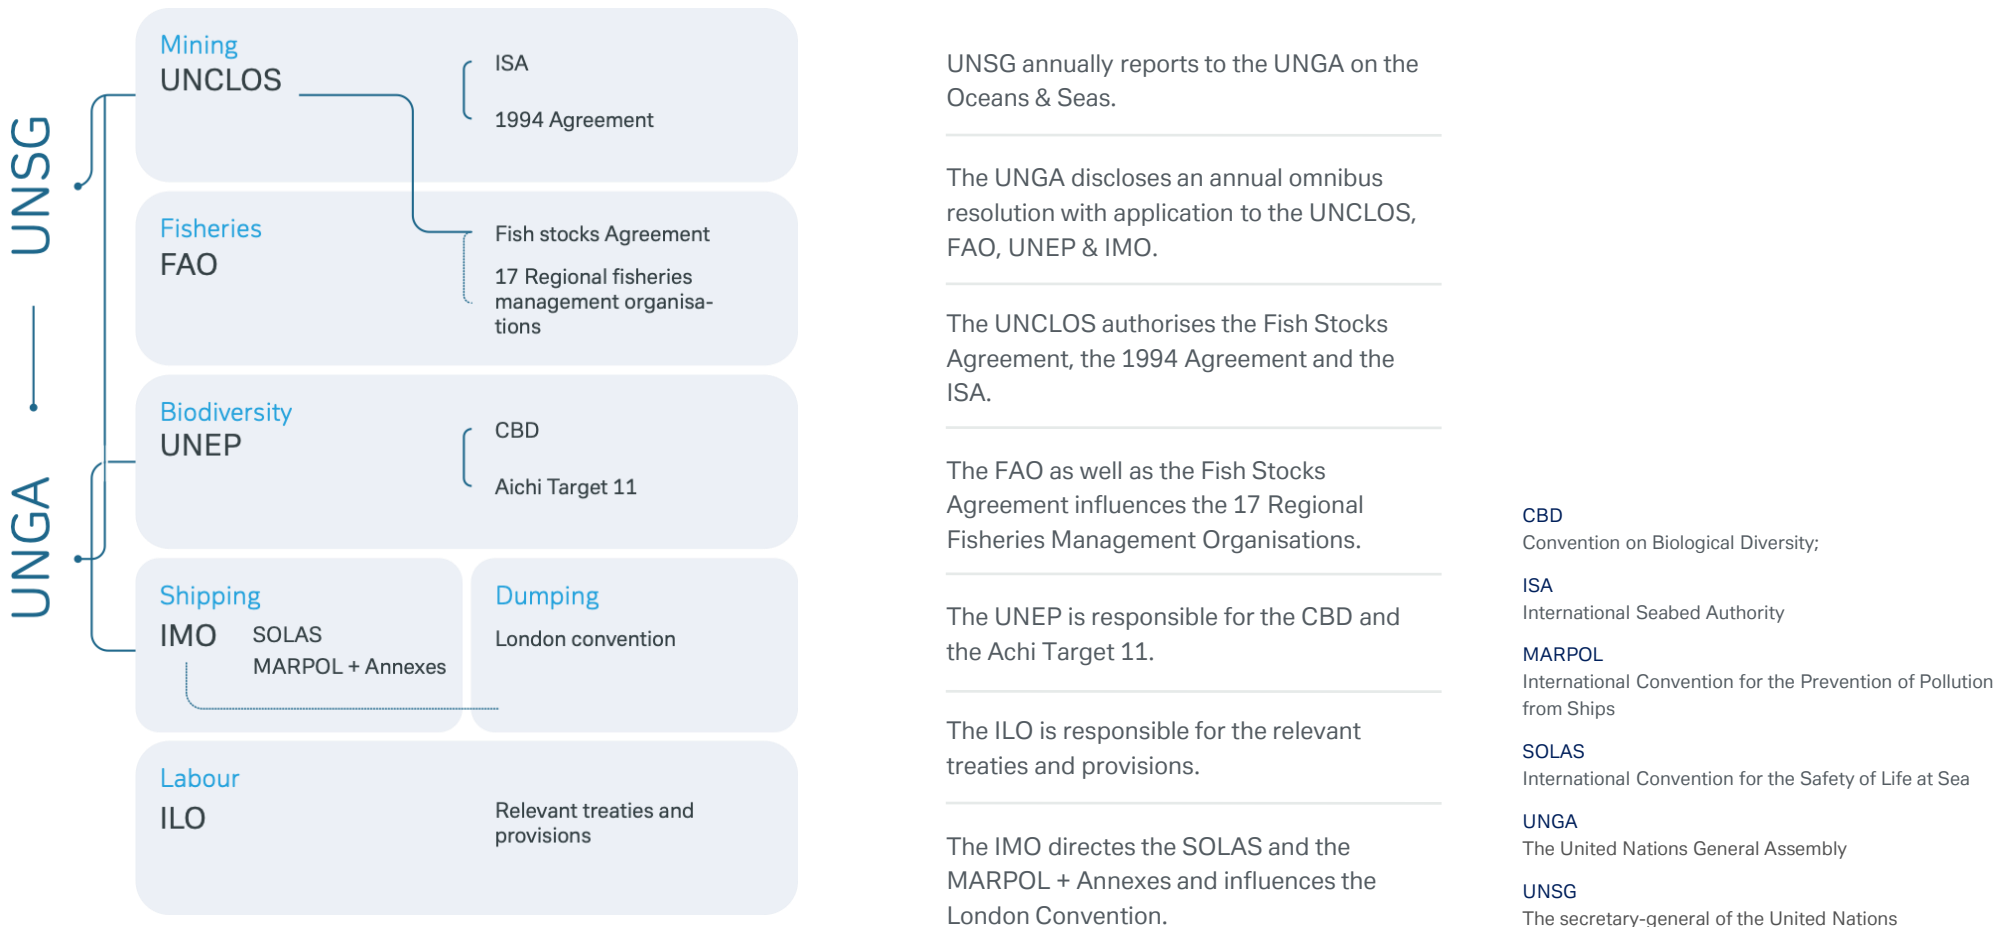 UNSG
UNGA
Mining
UNCLOS
ISA
1994 Agreement
Fisheries
FAO
Fish stocks Agreement
17 Regional fisheries
management organisa-
tions
Biodiversity
UNEP
CBD
Aichi Target 11
Shipping
IMO
SOLAS
MARPOL + Annexes
Dumping
London convention
Labour
ILO
Relevant treaties and
provisions
UNSG annually reports to the UNGA on the
Oceans & Seas.
The UNGA discloses an annual omnibus
resolution with application to the UNCLOS,
FAO, UNEP & IMO.
The UNCLOS authorises the Fish Stocks
Agreement, the 1994 Agreement and the
ISA.
The FAO as well as the Fish Stocks
Agreement influences the 17 Regional
Fisheries Management Organisations.
The UNEP is responsible for the CBD and
the Achi Target 11.
The ILO is responsible for the relevant
treaties and provisions.
The IMO directes the SOLAS and the
MARPOL + Annexes and influences the
London Convention.
CBD
Convention on Biological Diversity;
ISA
International Seabed Authority
MARPOL
International Convention for the Prevention of Pollution
from Ships
SOLAS
International Convention for the Safety of Life at Sea
UNGA
The United Nations General Assembly
UNSG
The secretary-general of the United Nations